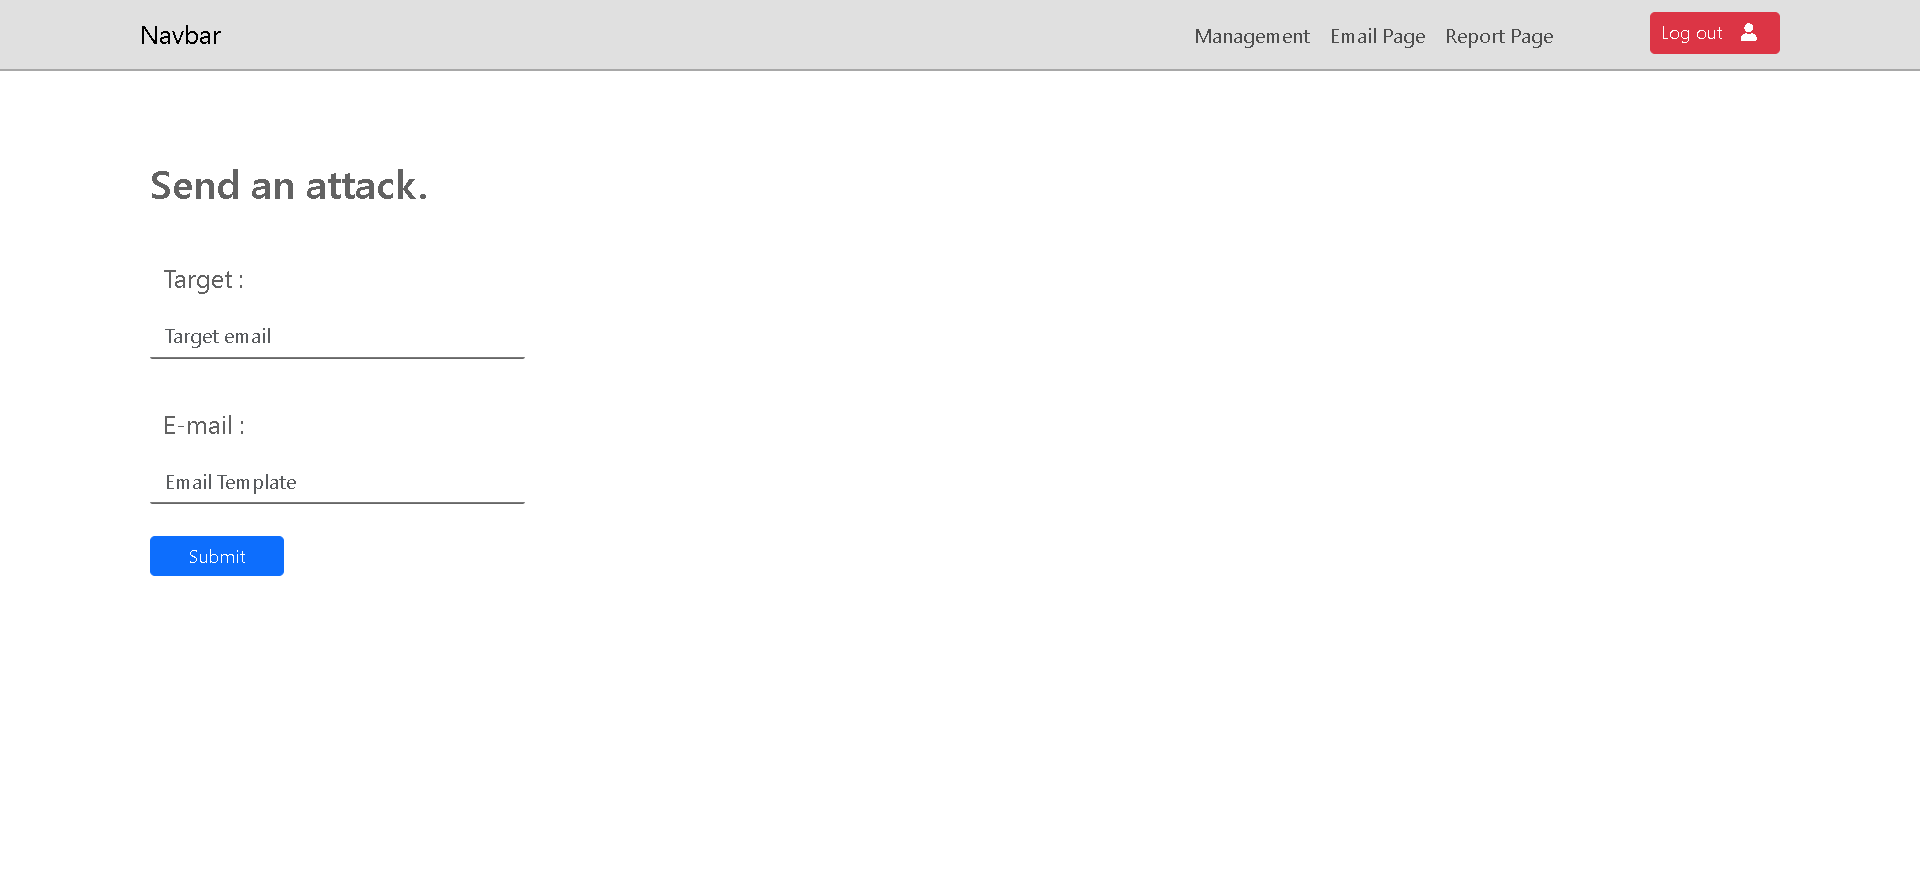 Navbar
Management Email Page Report Page
Log out
Send an attack.
Target :
Target email
E-mail :
Email Template
Submit